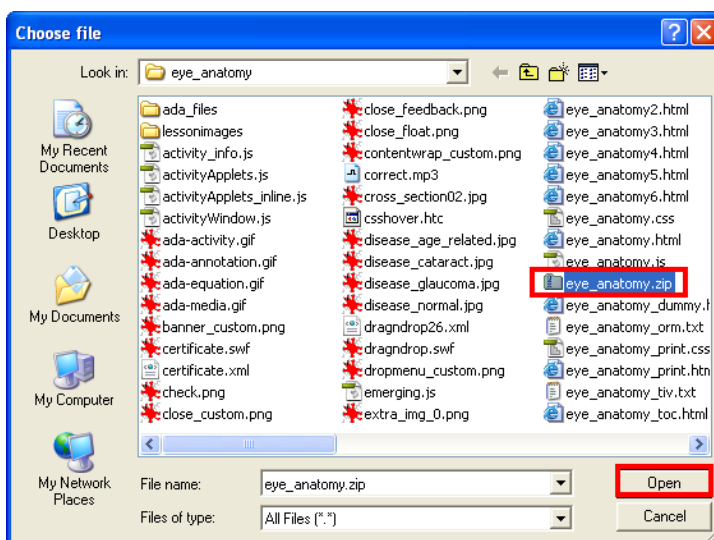 Choose file
Look in:
eye_anatomy
My Recent
Documents
Desktop
My Documents
My Computer
My Network
Places
ada_files
lessonimages
activity_info.js
activityApplets.js
activityApplets_inline.js
activityWindow.js
ada-activity.gif
ada-annotation.gif
ada-equation.gif
ada-media.gif
banner_custom.png
certificate.swf
certificate.xml
check.png
close_custom.png
close_feedback.png
close_float.png
contentwrap_custom.png
correct.mp3
cross_section02.jpg
csshover.htc
disease_age_related.jpg
disease_cataract.jpg
disease_glaucoma.jpg
disease_normal.jpg
dragndrop26.xml
dragndrop.swf
dropmenu_custom.png
emerging.js
extra_img_0.png
eye_anatomy2.html
eye_anatomy3.html
eye_anatomy4.html
eye_anatomy5.html
eye_anatomy6.html
eye_anatomy.css
eye_anatomy.html
eye_anatomy.js
eye_anatomy.zip
eye_anatomy_dummy.h
eye_anatomy_orm.txt
eye_anatomy_print.css
eye_anatomy_print.htm
eye_anatomy_tiv.txt
eye_anatomy_toc.html
File name:
eye_anatomy.zip
Open
Files of type:
All Files (*.*)
Cancel